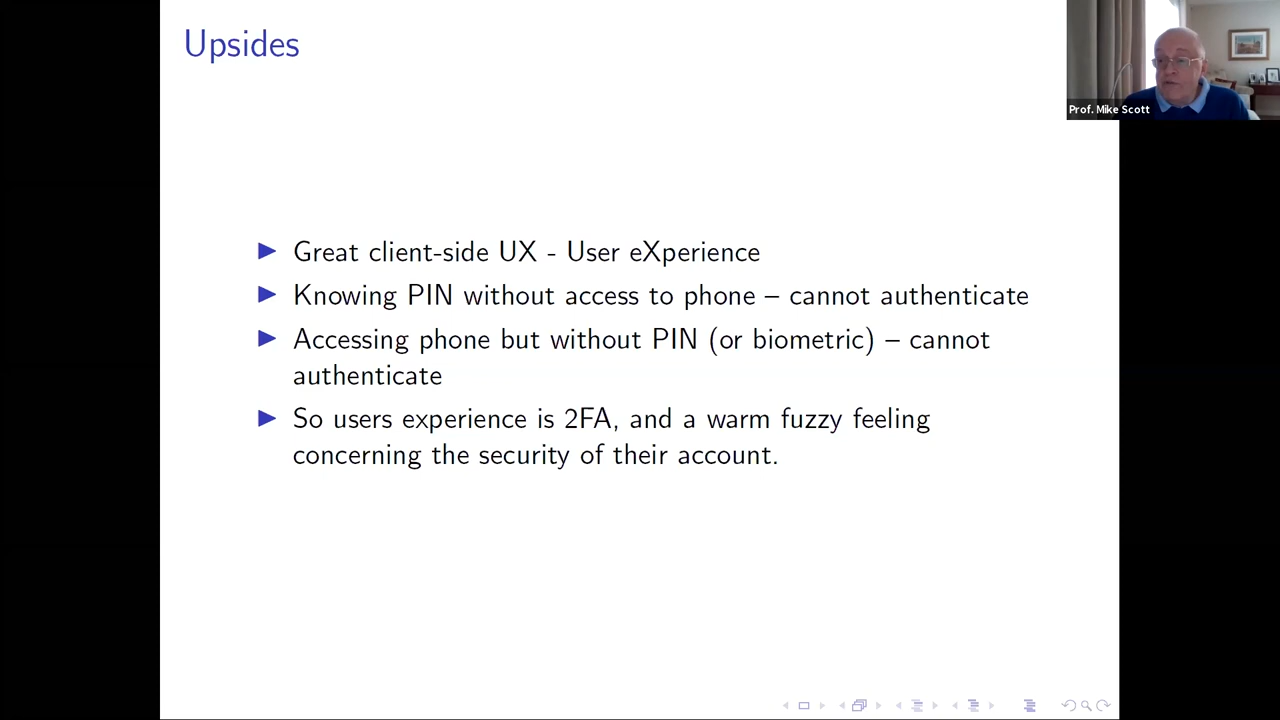 Upsides
Prof. Mike Scott
Great client-side UX - User eXperience
Knowing PIN without access to phone – cannot authenticate
Accessing phone but without PIN (or biometric) – cannot
authenticate
So users experience is 2FA, and a warm fuzzy feeling
concerning the security of their account.